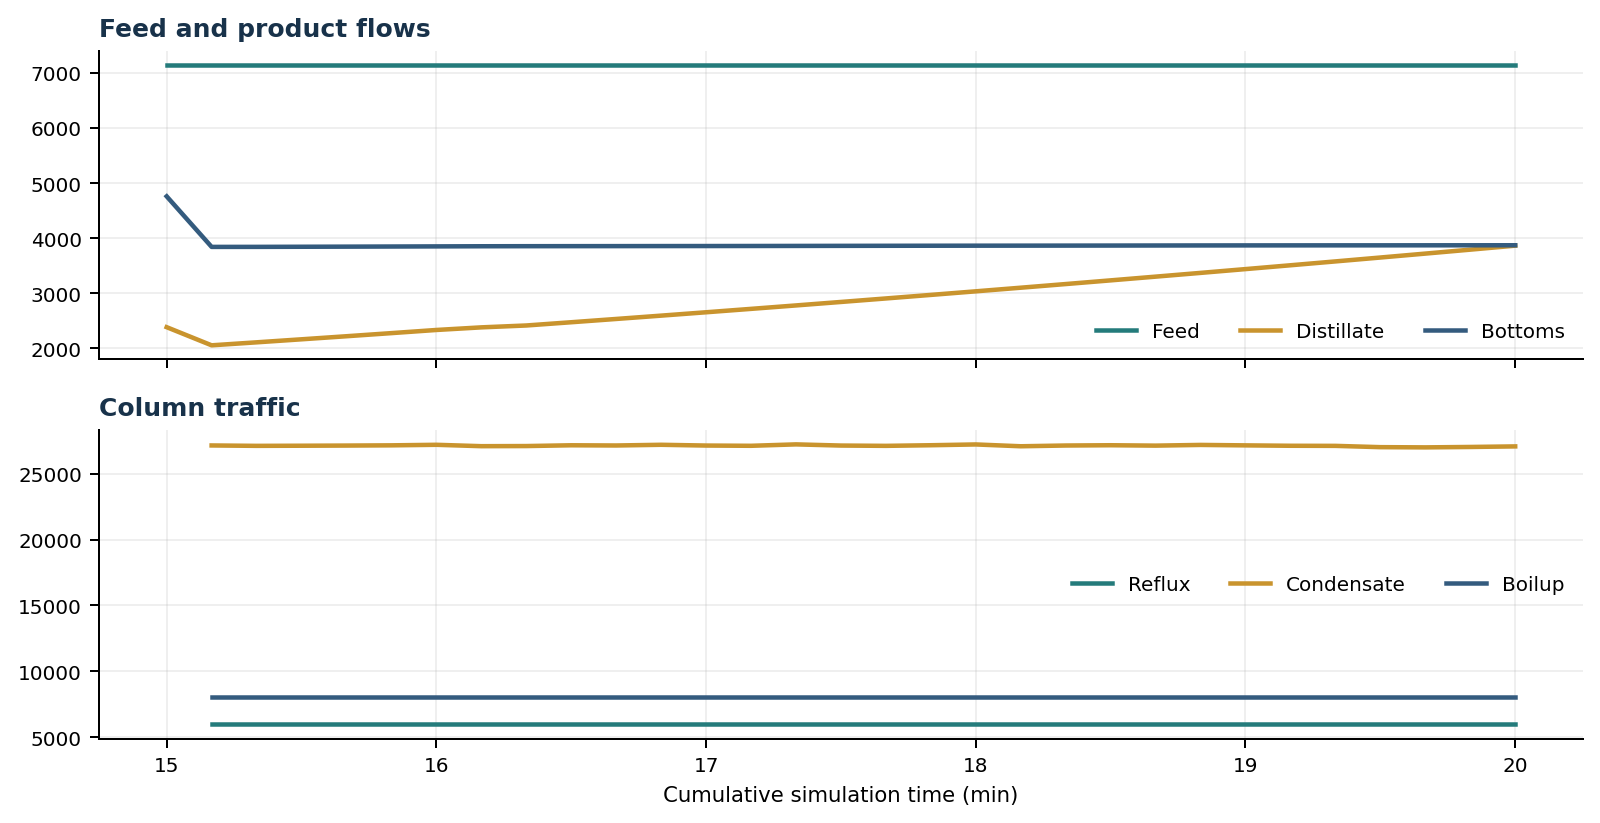 Feed and product flows
7000
6000
5000
4000
3000
2000
Feed Distillate Bottoms
Column traffic
25000
20000
15000
10000
5000
Reflux Condensate Boilup
15 16 17 18 19 20
Cumulative simulation time (min)